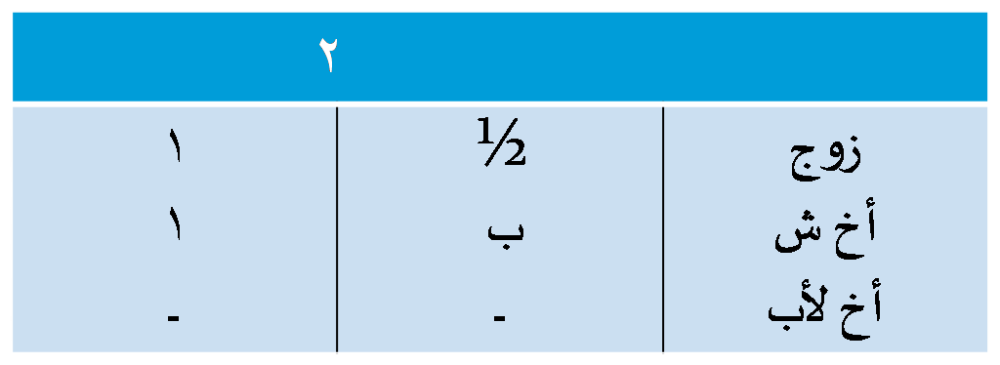 ٢
زوج ½ ١
أخ ش ب ١
أخ لأب - -